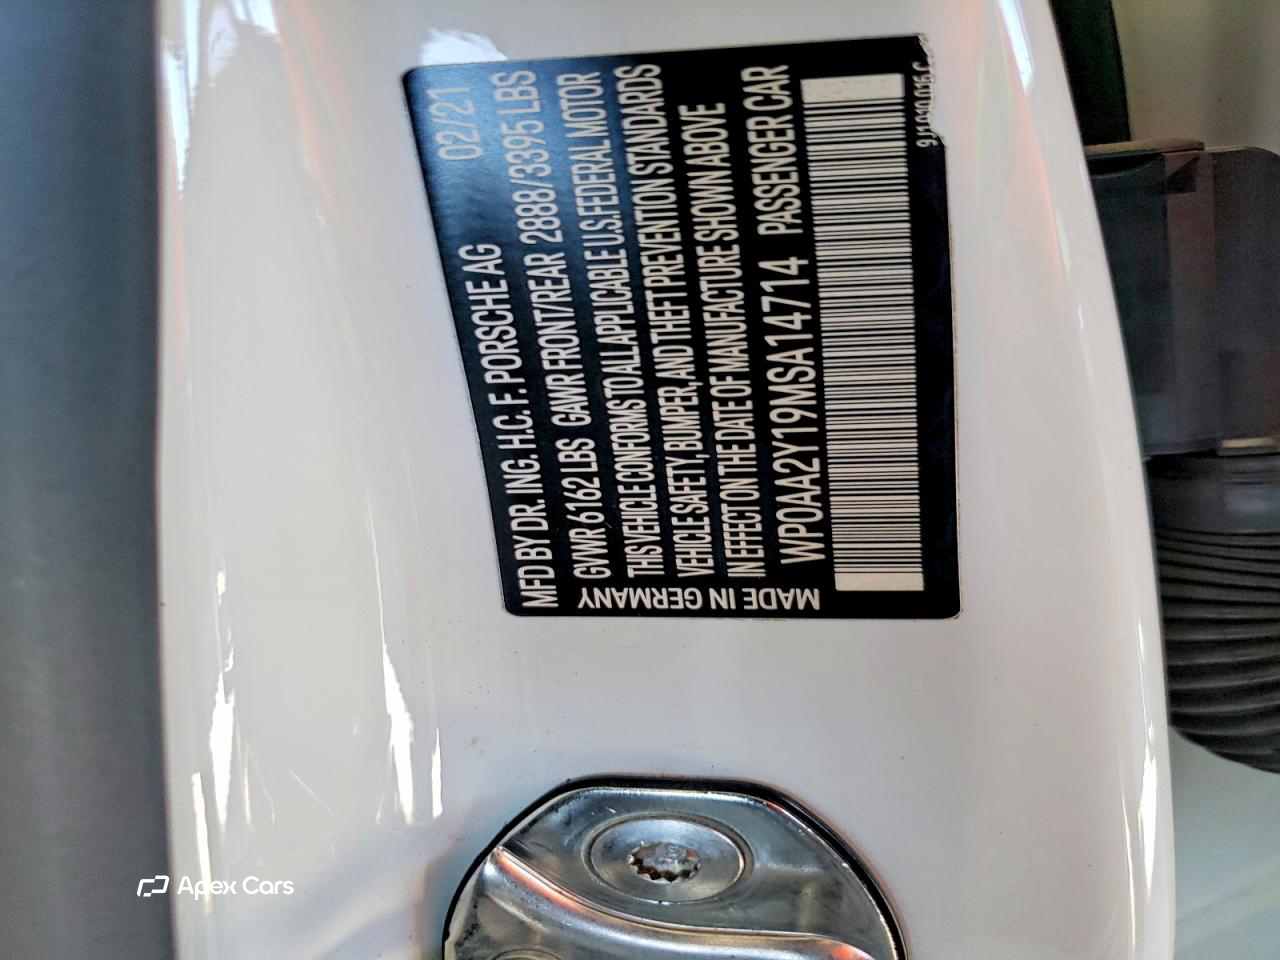 MFD BY DR. ING. H.C. F. PORSCHE AG 02/21
GVWR 6162 LBS GAWR FRONT/REAR 2888/3395 LBS
THIS VEHICLE CONFORMS TO ALL APPLICABLE U.S. FEDERAL MOTOR
VEHICLE SAFETY, BUMPER, AND THEFT PREVENTION STANDARDS
IN EFFECT ON THE DATE OF MANUFACTURE SHOWN ABOVE
WP0AA2Y19MSA14714 PASSENGER CAR
MADE IN GERMANY
Apex Cars